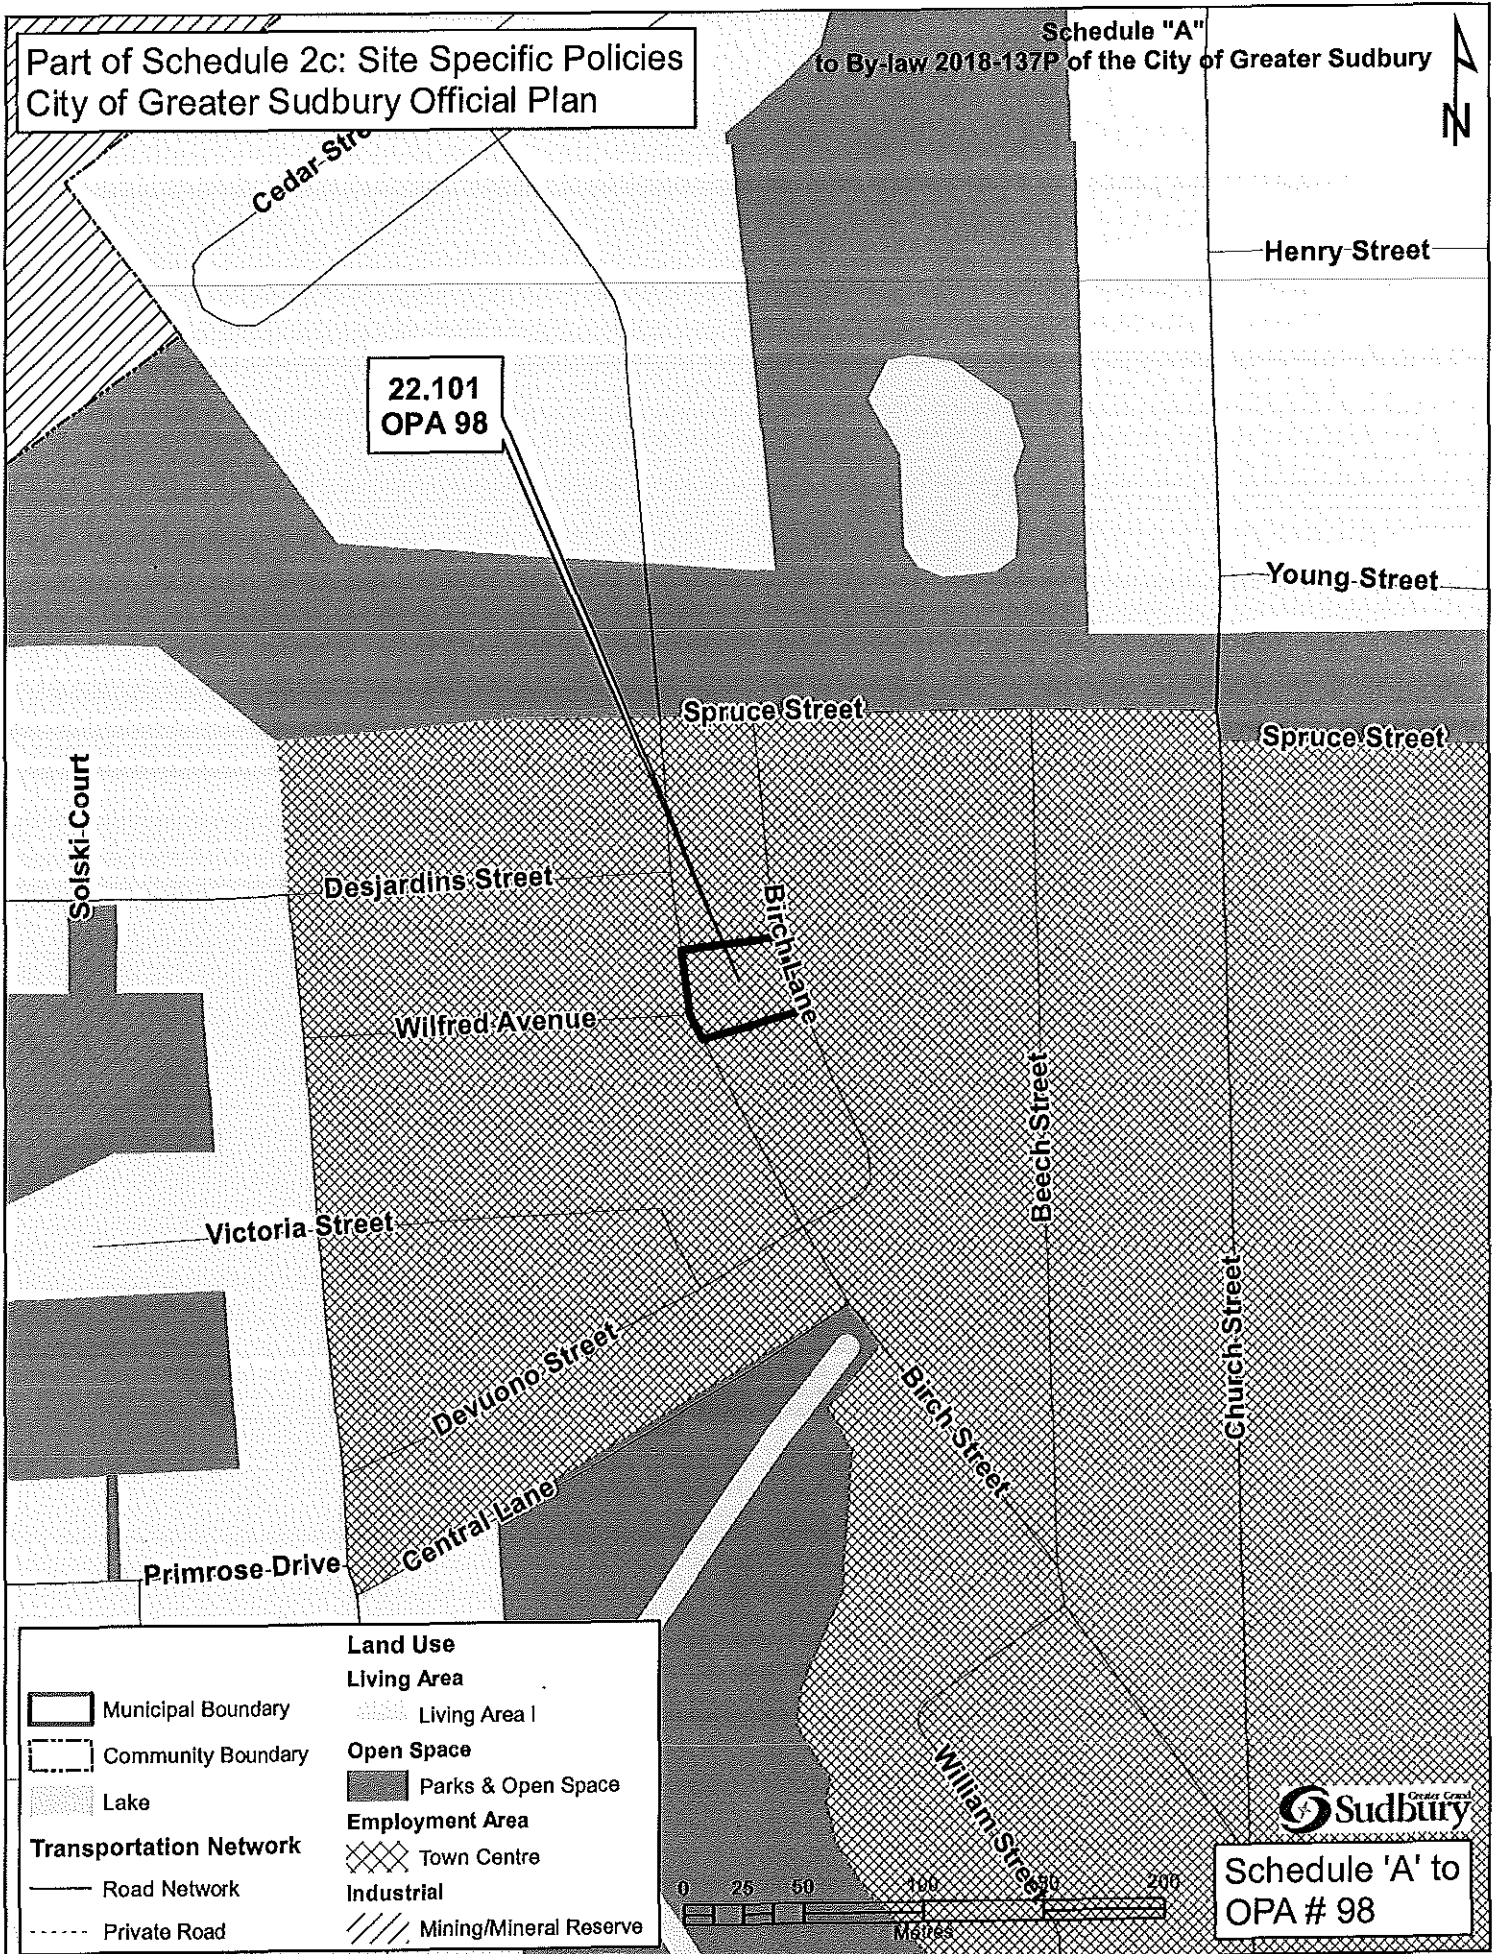 Part of Schedule 2c: Site Specific Policies
City of Greater Sudbury Official Plan
Schedule "A"
to By-law 2018-137P of the City of Greater Sudbury
N
Cedar Stre
Henry Street
22.101
OPA 98
Young Street
Spruce Street
Spruce Street
Solski Court
Desjardins Street
Birch Lane
Wilfred Avenue
Beech Street
Victoria Street
Church Street
Devuono Street
Birch Street
Central Lane
Primrose Drive
William Street
Land Use
Living Area
Municipal Boundary
Living Area I
Community Boundary
Open Space
Lake
Parks & Open Space
Employment Area
Transportation Network
Town Centre
Road Network
Industrial
Private Road
Mining/Mineral Reserve
0 25 50 100 150 200
Metres
Greater Grand
Sudbury
Schedule 'A' to
OPA # 98